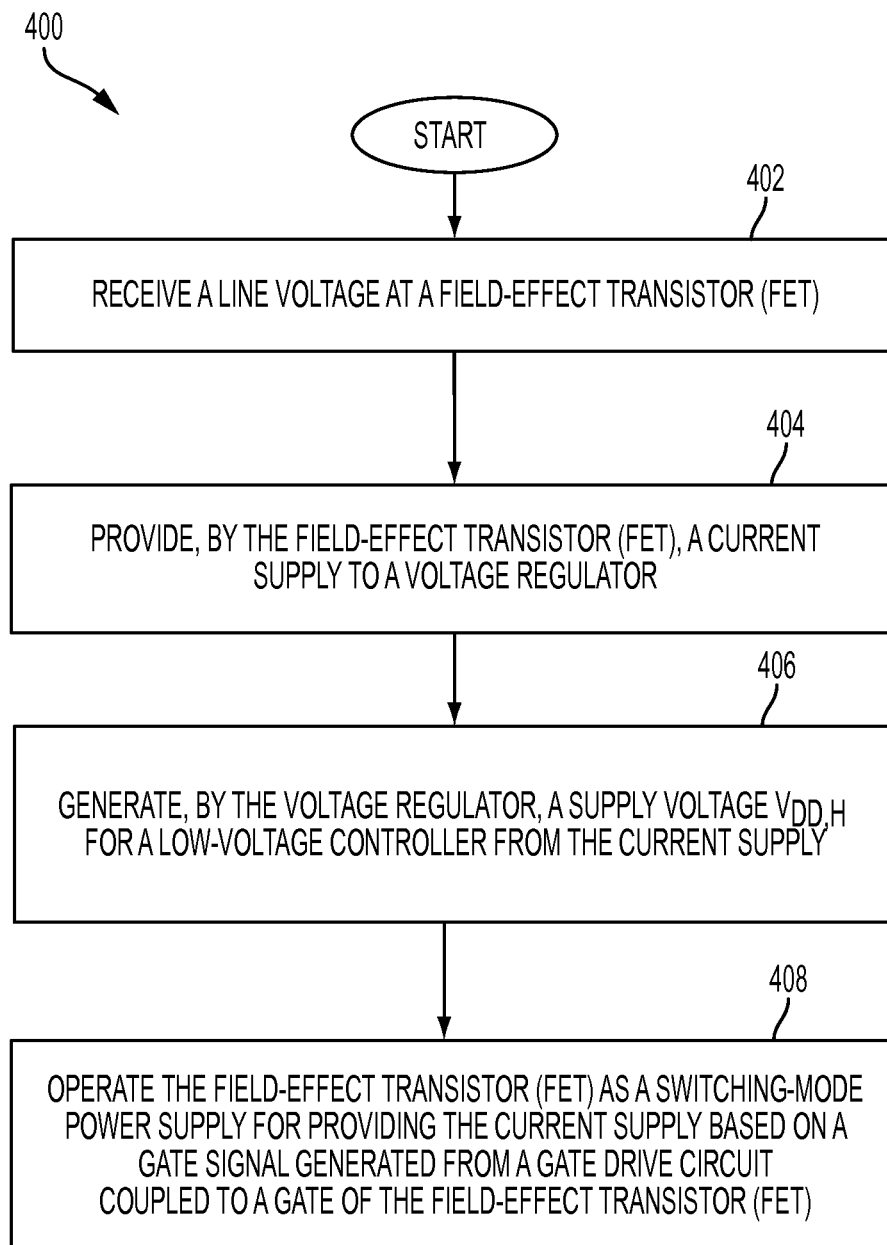 400
START
402
RECEIVE A LINE VOLTAGE AT A FIELD-EFFECT TRANSISTOR (FET)
404
PROVIDE, BY THE FIELD-EFFECT TRANSISTOR (FET), A CURRENT
SUPPLY TO A VOLTAGE REGULATOR
406
GENERATE, BY THE VOLTAGE REGULATOR, A SUPPLY VOLTAGE VDD,H
FOR A LOW-VOLTAGE CONTROLLER FROM THE CURRENT SUPPLY
408
OPERATE THE FIELD-EFFECT TRANSISTOR (FET) AS A SWITCHING-MODE
POWER SUPPLY FOR PROVIDING THE CURRENT SUPPLY BASED ON A
GATE SIGNAL GENERATED FROM A GATE DRIVE CIRCUIT
COUPLED TO A GATE OF THE FIELD-EFFECT TRANSISTOR (FET)